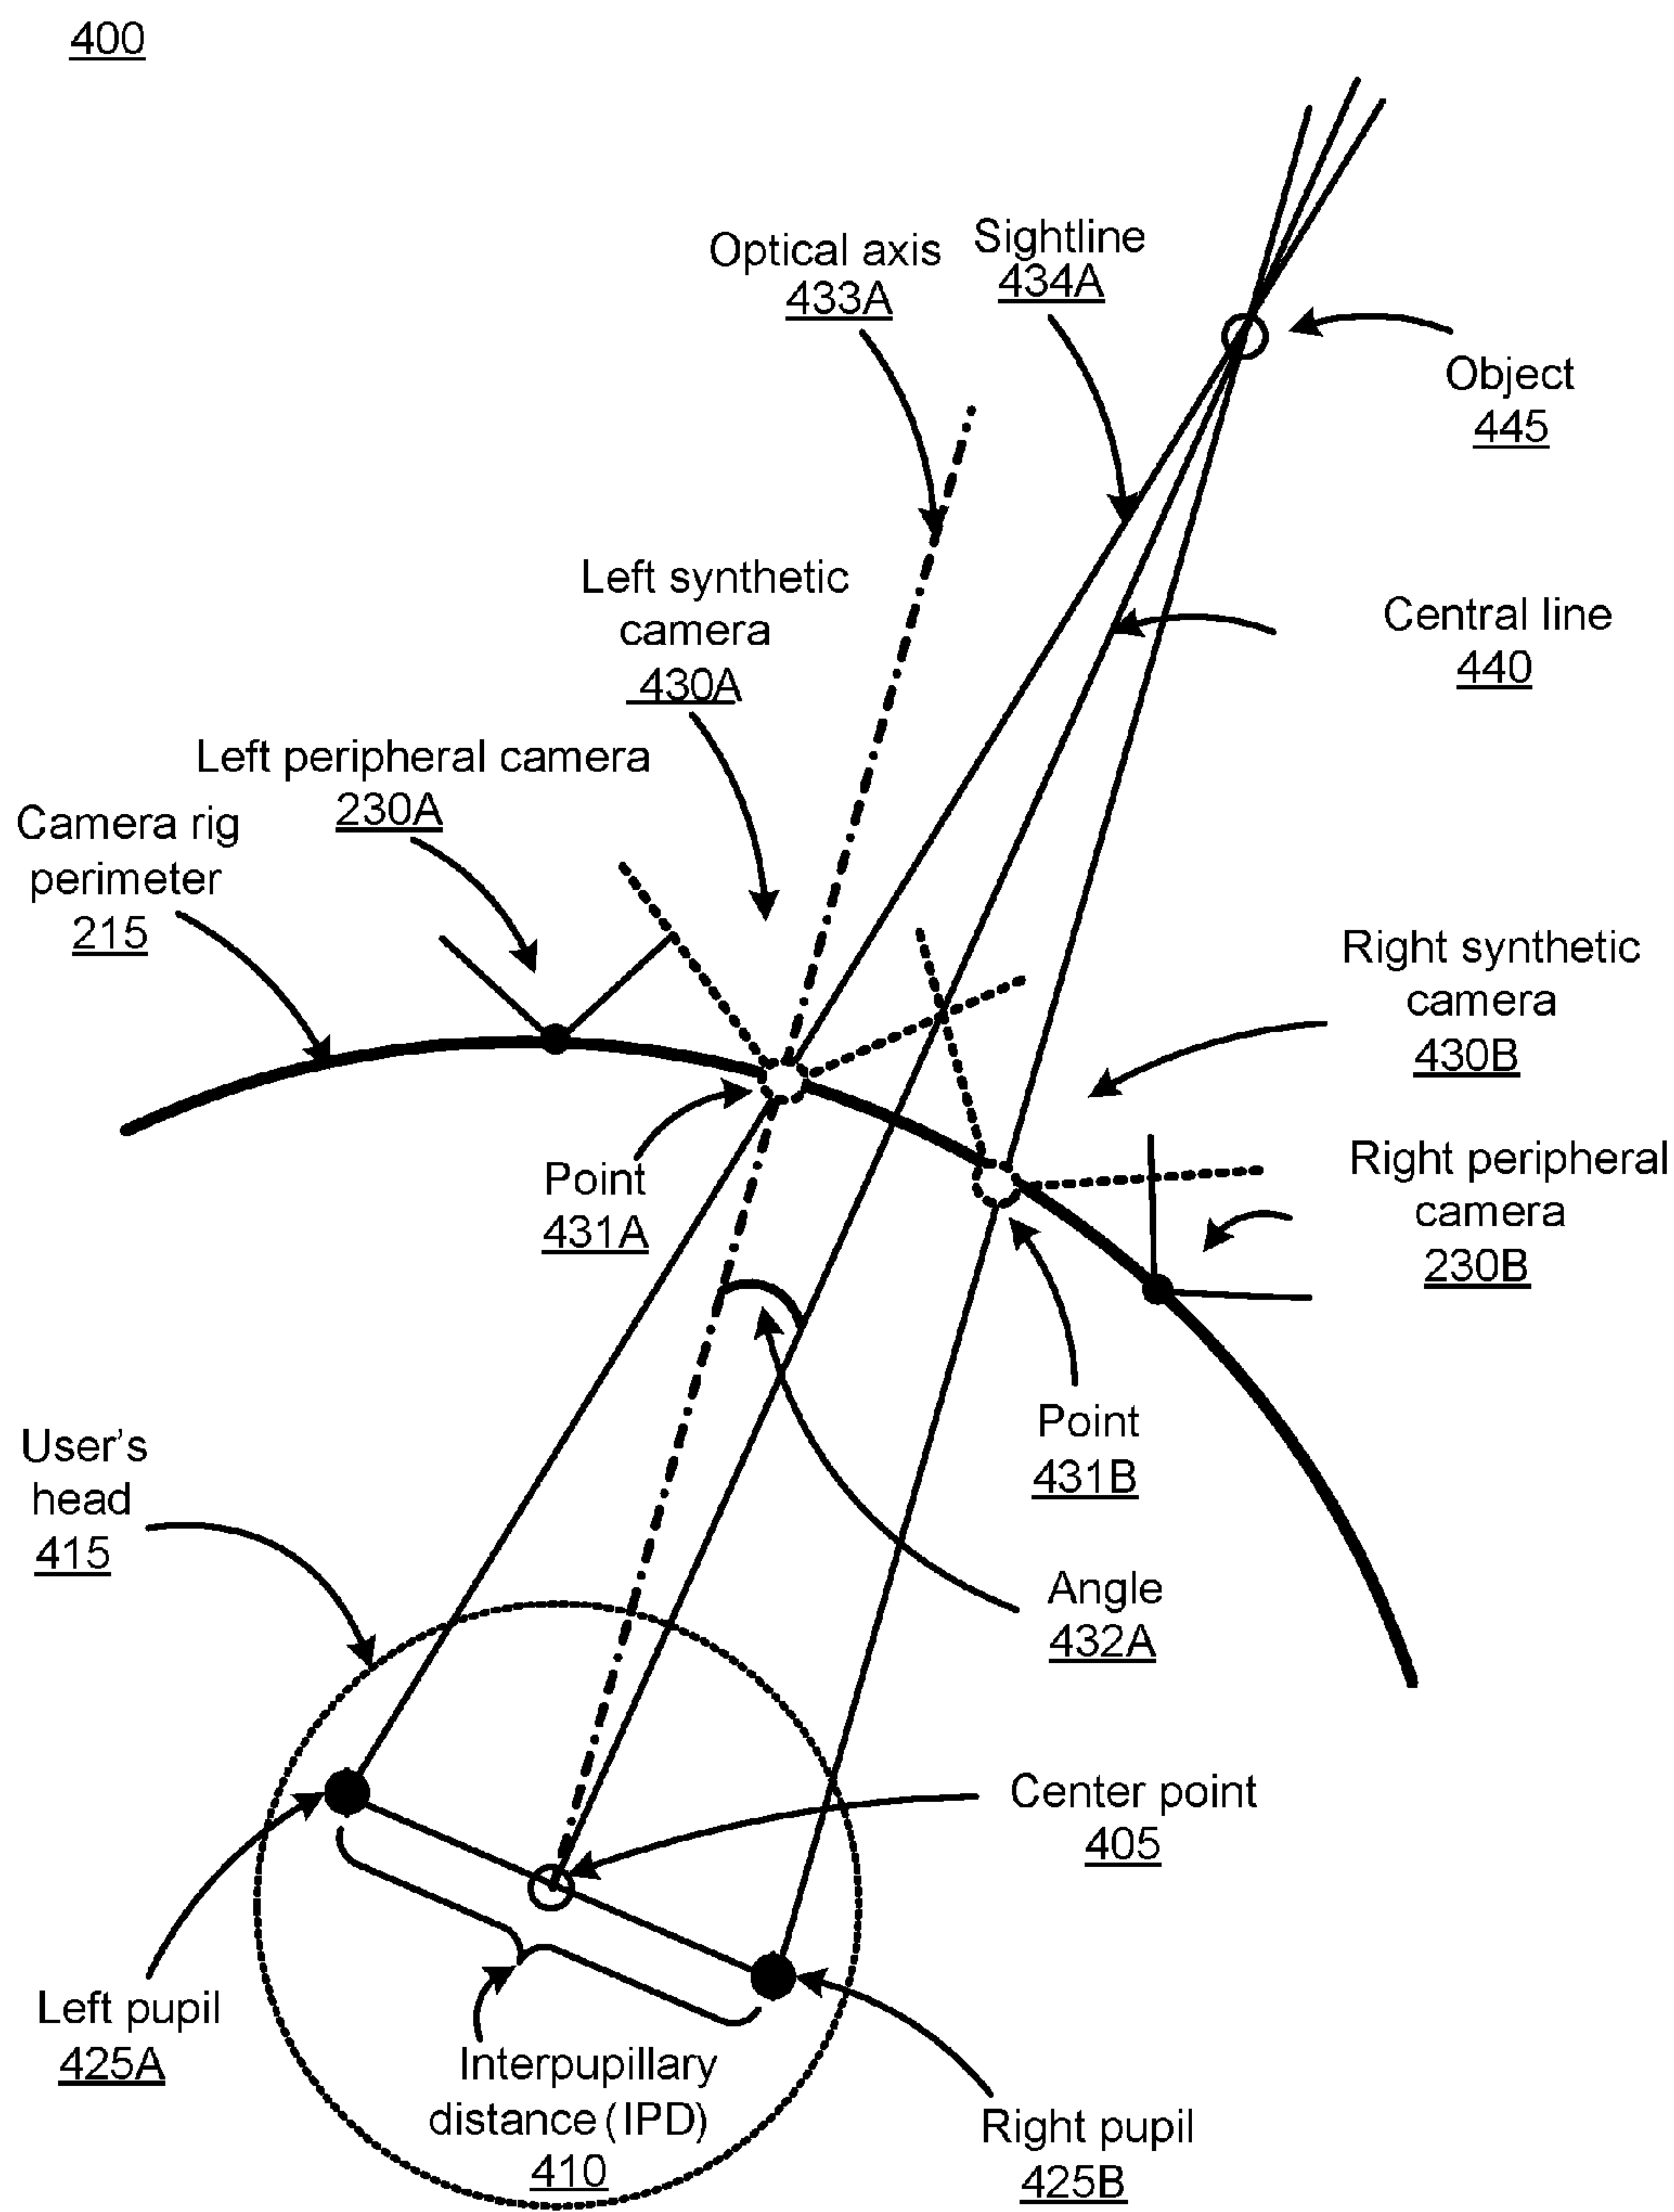 400
Optical axis
433A
Sightline
434A
Object
445
Left synthetic
camera
430A
Central line
440
Left peripheral camera
230A
Camera rig
perimeter
215
Right synthetic
camera
430B
Point
431A
Right peripheral
camera
230B
Point
431B
User's
head
415
Angle
432A
Center point
405
Left pupil
425A
Interpupillary
distance (IPD)
410
Right pupil
425B